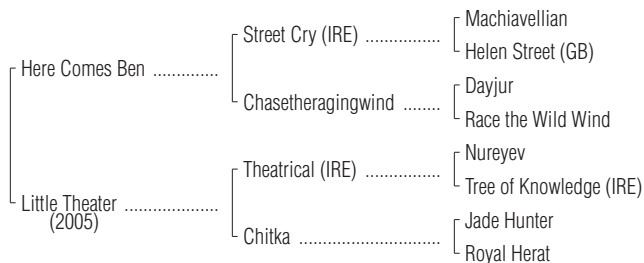 Machiavellian
Street Cry (IRE) ................
Helen Street (GB)
Here Comes Ben ..............
Dayjur
Chasetheragingwind ........
Race the Wild Wind
Nureyev
Theatrical (IRE) ................
Tree of Knowledge (IRE)
Little Theater ....................
(2005)
Jade Hunter
Chitka ..............................
Royal Herat